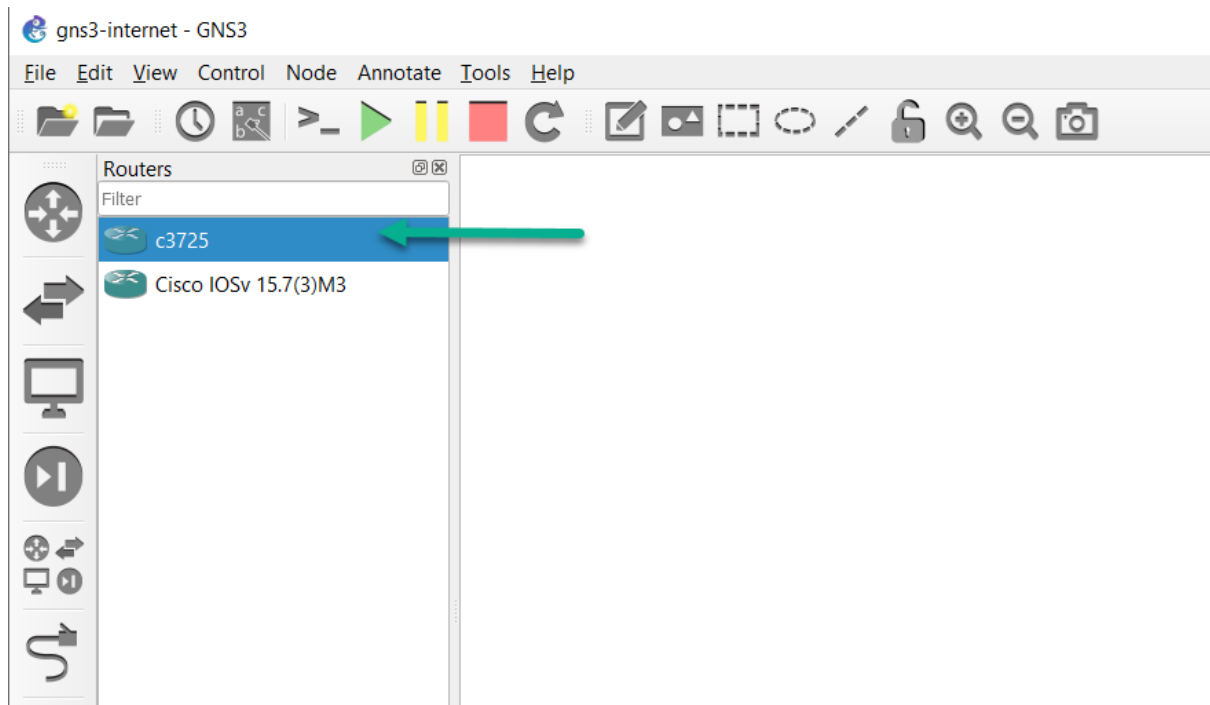 gns3-internet - GNS3
File Edit View Control Node Annotate Tools Help
a c
b
Routers
Filter
c3725
Cisco IOSv 15.7(3)M3